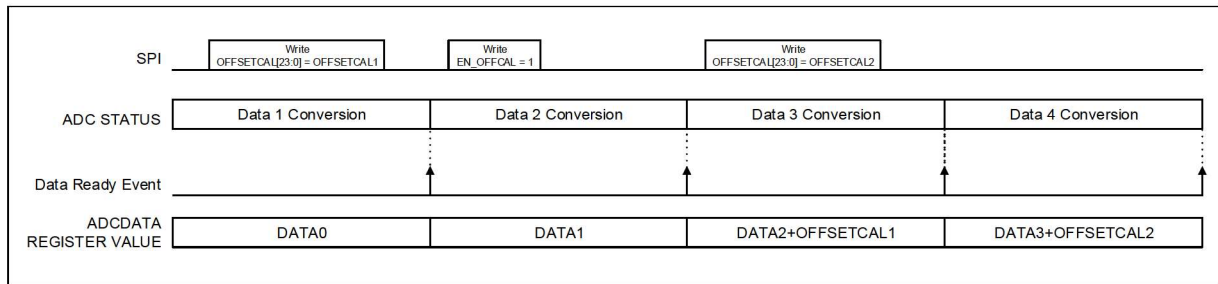 SPI
Write
OFFSETCAL[23:0] = OFFSETCAL1
Write
EN_OFFCAL = 1
Write
OFFSETCAL[23:0] = OFFSETCAL2
ADC STATUS
Data 1 Conversion
Data 2 Conversion
Data 3 Conversion
Data 4 Conversion
Data Ready Event
ADCDATA
REGISTER VALUE
DATA0
DATA1
DATA2+OFFSETCAL1
DATA3+OFFSETCAL2